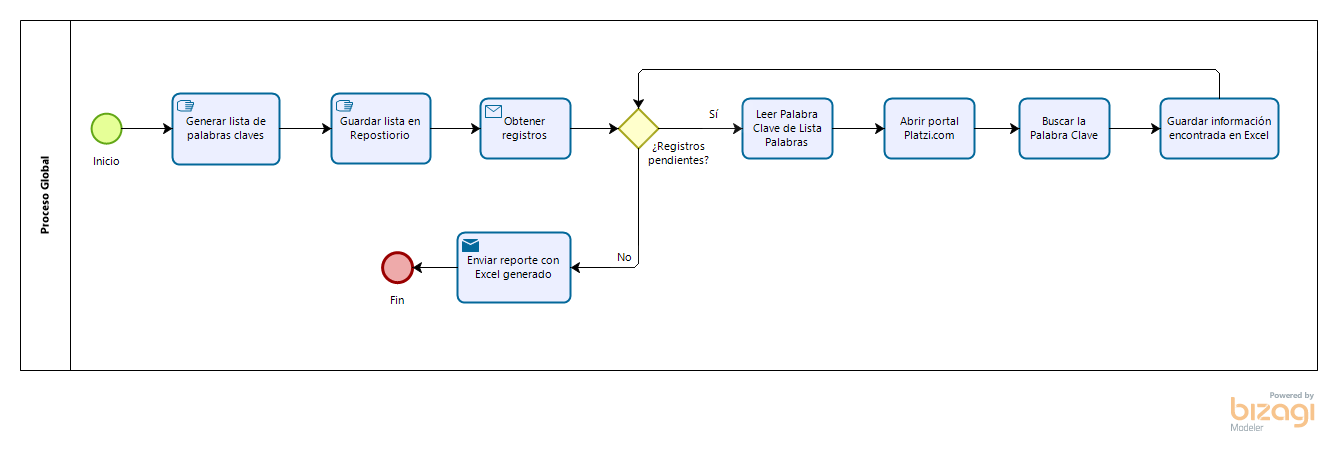 Proceso Global
Inicio
Generar lista de
palabras claves
Guardar lista en
Repostiorio
Obtener
registros
¿Registros
pendientes?
Sí
Leer Palabra
Clave de Lista
Palabras
Abrir portal
Platzi.com
Buscar la
Palabra Clave
Guardar información
encontrada en Excel
No
Enviar reporte con
Excel generado
Fin
Powered by
bizagi
Modeler